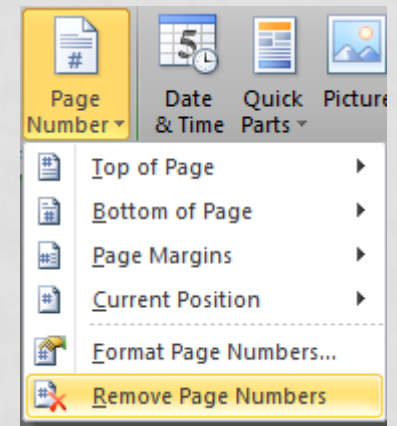 Page Number
Date & Time
Quick Parts
Picture
Top of Page
Bottom of Page
Page Margins
Current Position
Format Page Numbers...
Remove Page Numbers